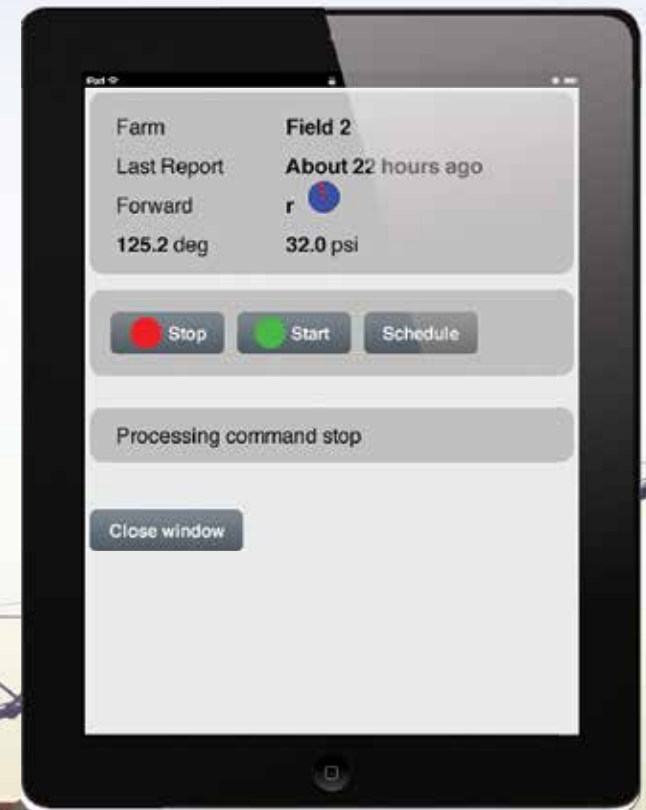 iPad
Farm Field 2
Last Report About 22 hours ago
Forward r
125.2 deg 32.0 psi
Stop Start Schedule
Processing command stop
Close window